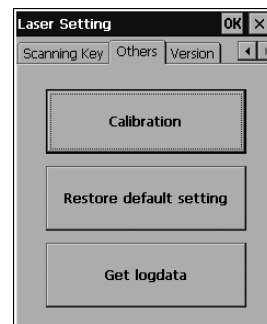 Laser Setting OK ×
Scanning Key Others Version
Calibration
Restore default setting
Get logdata